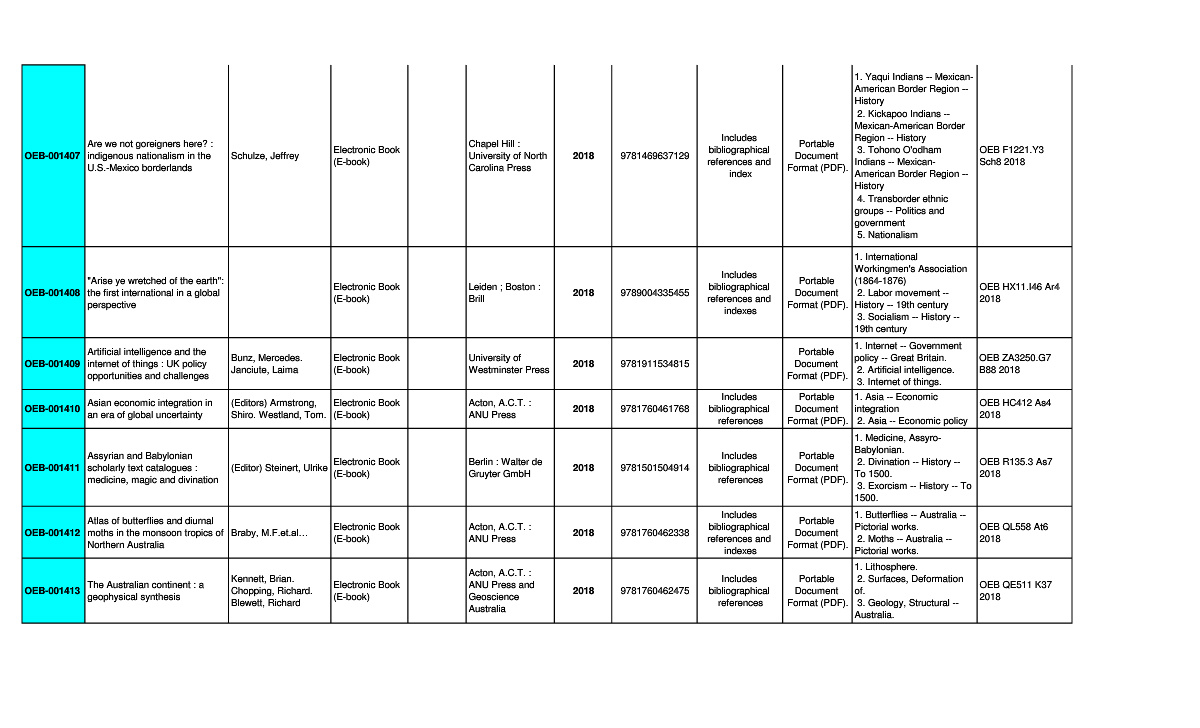 OEB-001407
Are we not goreigners here? :
indigenous nationalism in the
U.S.-Mexico borderlands
Schulze, Jeffrey
Electronic Book
(E-book)
Chapel Hill :
University of North
Carolina Press
2018
9781469637129
Includes
bibliographical
references and
index
Portable
Document
Format (PDF).
1. Yaqui Indians -- Mexican-
American Border Region --
History
2. Kickapoo Indians --
Mexican-American Border
Region -- History
3. Tohono O'odham
Indians -- Mexican-
American Border Region --
History
4. Transborder ethnic
groups -- Politics and
government
5. Nationalism
OEB F1221.Y3
Sch8 2018
OEB-001408
"Arise ye wretched of the earth":
the first international in a global
perspective
Electronic Book
(E-book)
Leiden ; Boston :
Brill
2018
9789004335455
Includes
bibliographical
references and
indexes
Portable
Document
Format (PDF).
1. International
Workingmen's Association
(1864-1876)
2. Labor movement --
History -- 19th century
3. Socialism -- History --
19th century
OEB HX11.I46 Ar4
2018
OEB-001409
Artificial intelligence and the
internet of things : UK policy
opportunities and challenges
Bunz, Mercedes.
Janciute, Laima
Electronic Book
(E-book)
University of
Westminster Press
2018
9781911534815
Portable
Document
Format (PDF).
1. Internet -- Government
policy -- Great Britain.
2. Artificial intelligence.
3. Internet of things.
OEB ZA3250.G7
B88 2018
OEB-001410
Asian economic integration in
an era of global uncertainty
(Editors) Armstrong,
Shiro. Westland, Tom.
Electronic Book
(E-book)
Acton, A.C.T. :
ANU Press
2018
9781760461768
Includes
bibliographical
references
Portable
Document
Format (PDF).
1. Asia -- Economic
integration
2. Asia -- Economic policy
OEB HC412 As4
2018
OEB-001411
Assyrian and Babylonian
scholarly text catalogues :
medicine, magic and divination
(Editor) Steinert, Ulrike
Electronic Book
(E-book)
Berlin : Walter de
Gruyter GmbH
2018
9781501504914
Includes
bibliographical
references
Portable
Document
Format (PDF).
1. Medicine, Assyro-
Babylonian.
2. Divination -- History --
To 1500.
3. Exorcism -- History -- To
1500.
OEB R135.3 As7
2018
OEB-001412
Atlas of butterflies and diurnal
moths in the monsoon tropics of
Northern Australia
Braby, M.F.et.al...
Electronic Book
(E-book)
Acton, A.C.T. :
ANU Press
2018
9781760462338
Includes
bibliographical
references and
indexes
Portable
Document
Format (PDF).
1. Butterflies -- Australia --
Pictorial works.
2. Moths -- Australia --
Pictorial works.
OEB QL558 At6
2018
OEB-001413
The Australian continent : a
geophysical synthesis
Kennett, Brian.
Chopping, Richard.
Blewett, Richard
Electronic Book
(E-book)
Acton, A.C.T. :
ANU Press and
Geoscience
Australia
2018
9781760462475
Includes
bibliographical
references
Portable
Document
Format (PDF).
1. Lithosphere.
2. Surfaces, Deformation
of.
3. Geology, Structural --
Australia.
OEB QE511 K37
2018